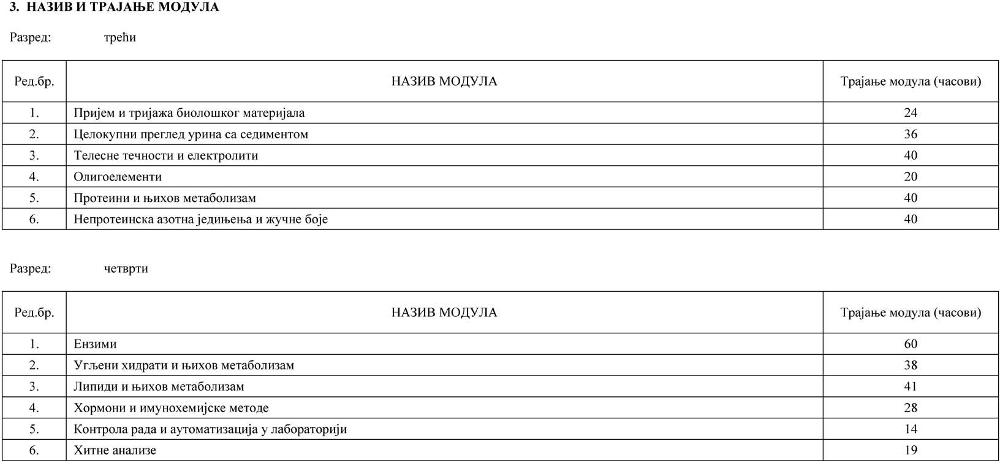 3. НАЗИВ И ТРАЈАЊЕ МОДУЛА
Разред: трећи
Ред.бр. НАЗИВ МОДУЛА Трајање модула (часови)
1. Пријем и тријажа биолошког материјала 24
2. Целокупни преглед урина са седиментом 36
3. Телесне течности и електролити 40
4. Олигоелементи 20
5. Протеини и њихов метаболизам 40
6. Непротеинска азотна једињења и жучне боје 40
Разред: четврти
Ред.бр. НАЗИВ МОДУЛА Трајање модула (часови)
1. Ензими 60
2. Угљени хидрати и њихов метаболизам 38
3. Липиди и њихов метаболизам 41
4. Хормони и имунохемијске методе 28
5. Контрола рада и аутоматизација у лабораторији 14
6. Хитне анализе 19